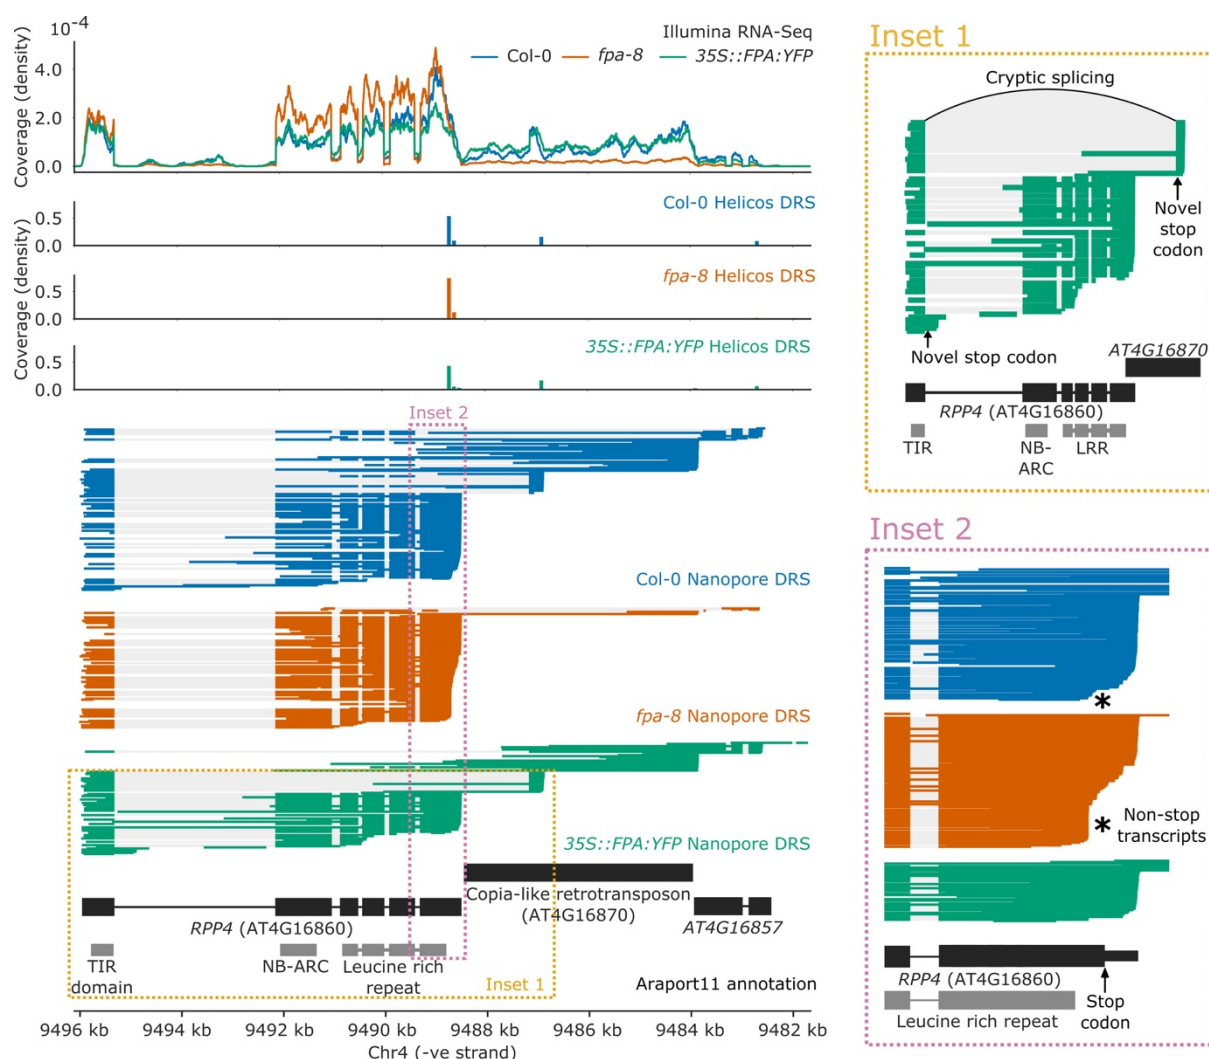 10⁻⁴
Illumina RNA-Seq
Col-0 fpa-8 35S::FPA:YFP
Coverage (density)
4.0
2.0
0.0
Col-0 Helicos DRS
0.5
0.0
Coverage (density)
fpa-8 Helicos DRS
0.5
0.0
35S::FPA:YFP Helicos DRS
0.5
0.0
Inset 2
Col-0 Nanopore DRS
fpa-8 Nanopore DRS
35S::FPA:YFP Nanopore DRS
Copia-like retrotransposon
(AT4G16870)
RPP4 (AT4G16860)
AT4G16857
TIR
domain
NB-ARC
Leucine rich
repeat
Inset 1
Araport11 annotation
9496 kb 9494 kb 9492 kb 9490 kb 9488 kb 9486 kb 9484 kb 9482 kb
Chr4 (-ve strand)
Inset 1
Cryptic splicing
Novel
stop
codon
Novel stop codon
AT4G16870
RPP4 (AT4G16860)
TIR
NB-
ARC
LRR
Inset 2
*
*
Non-stop
transcripts
RPP4 (AT4G16860)
Leucine rich repeat
Stop
codon